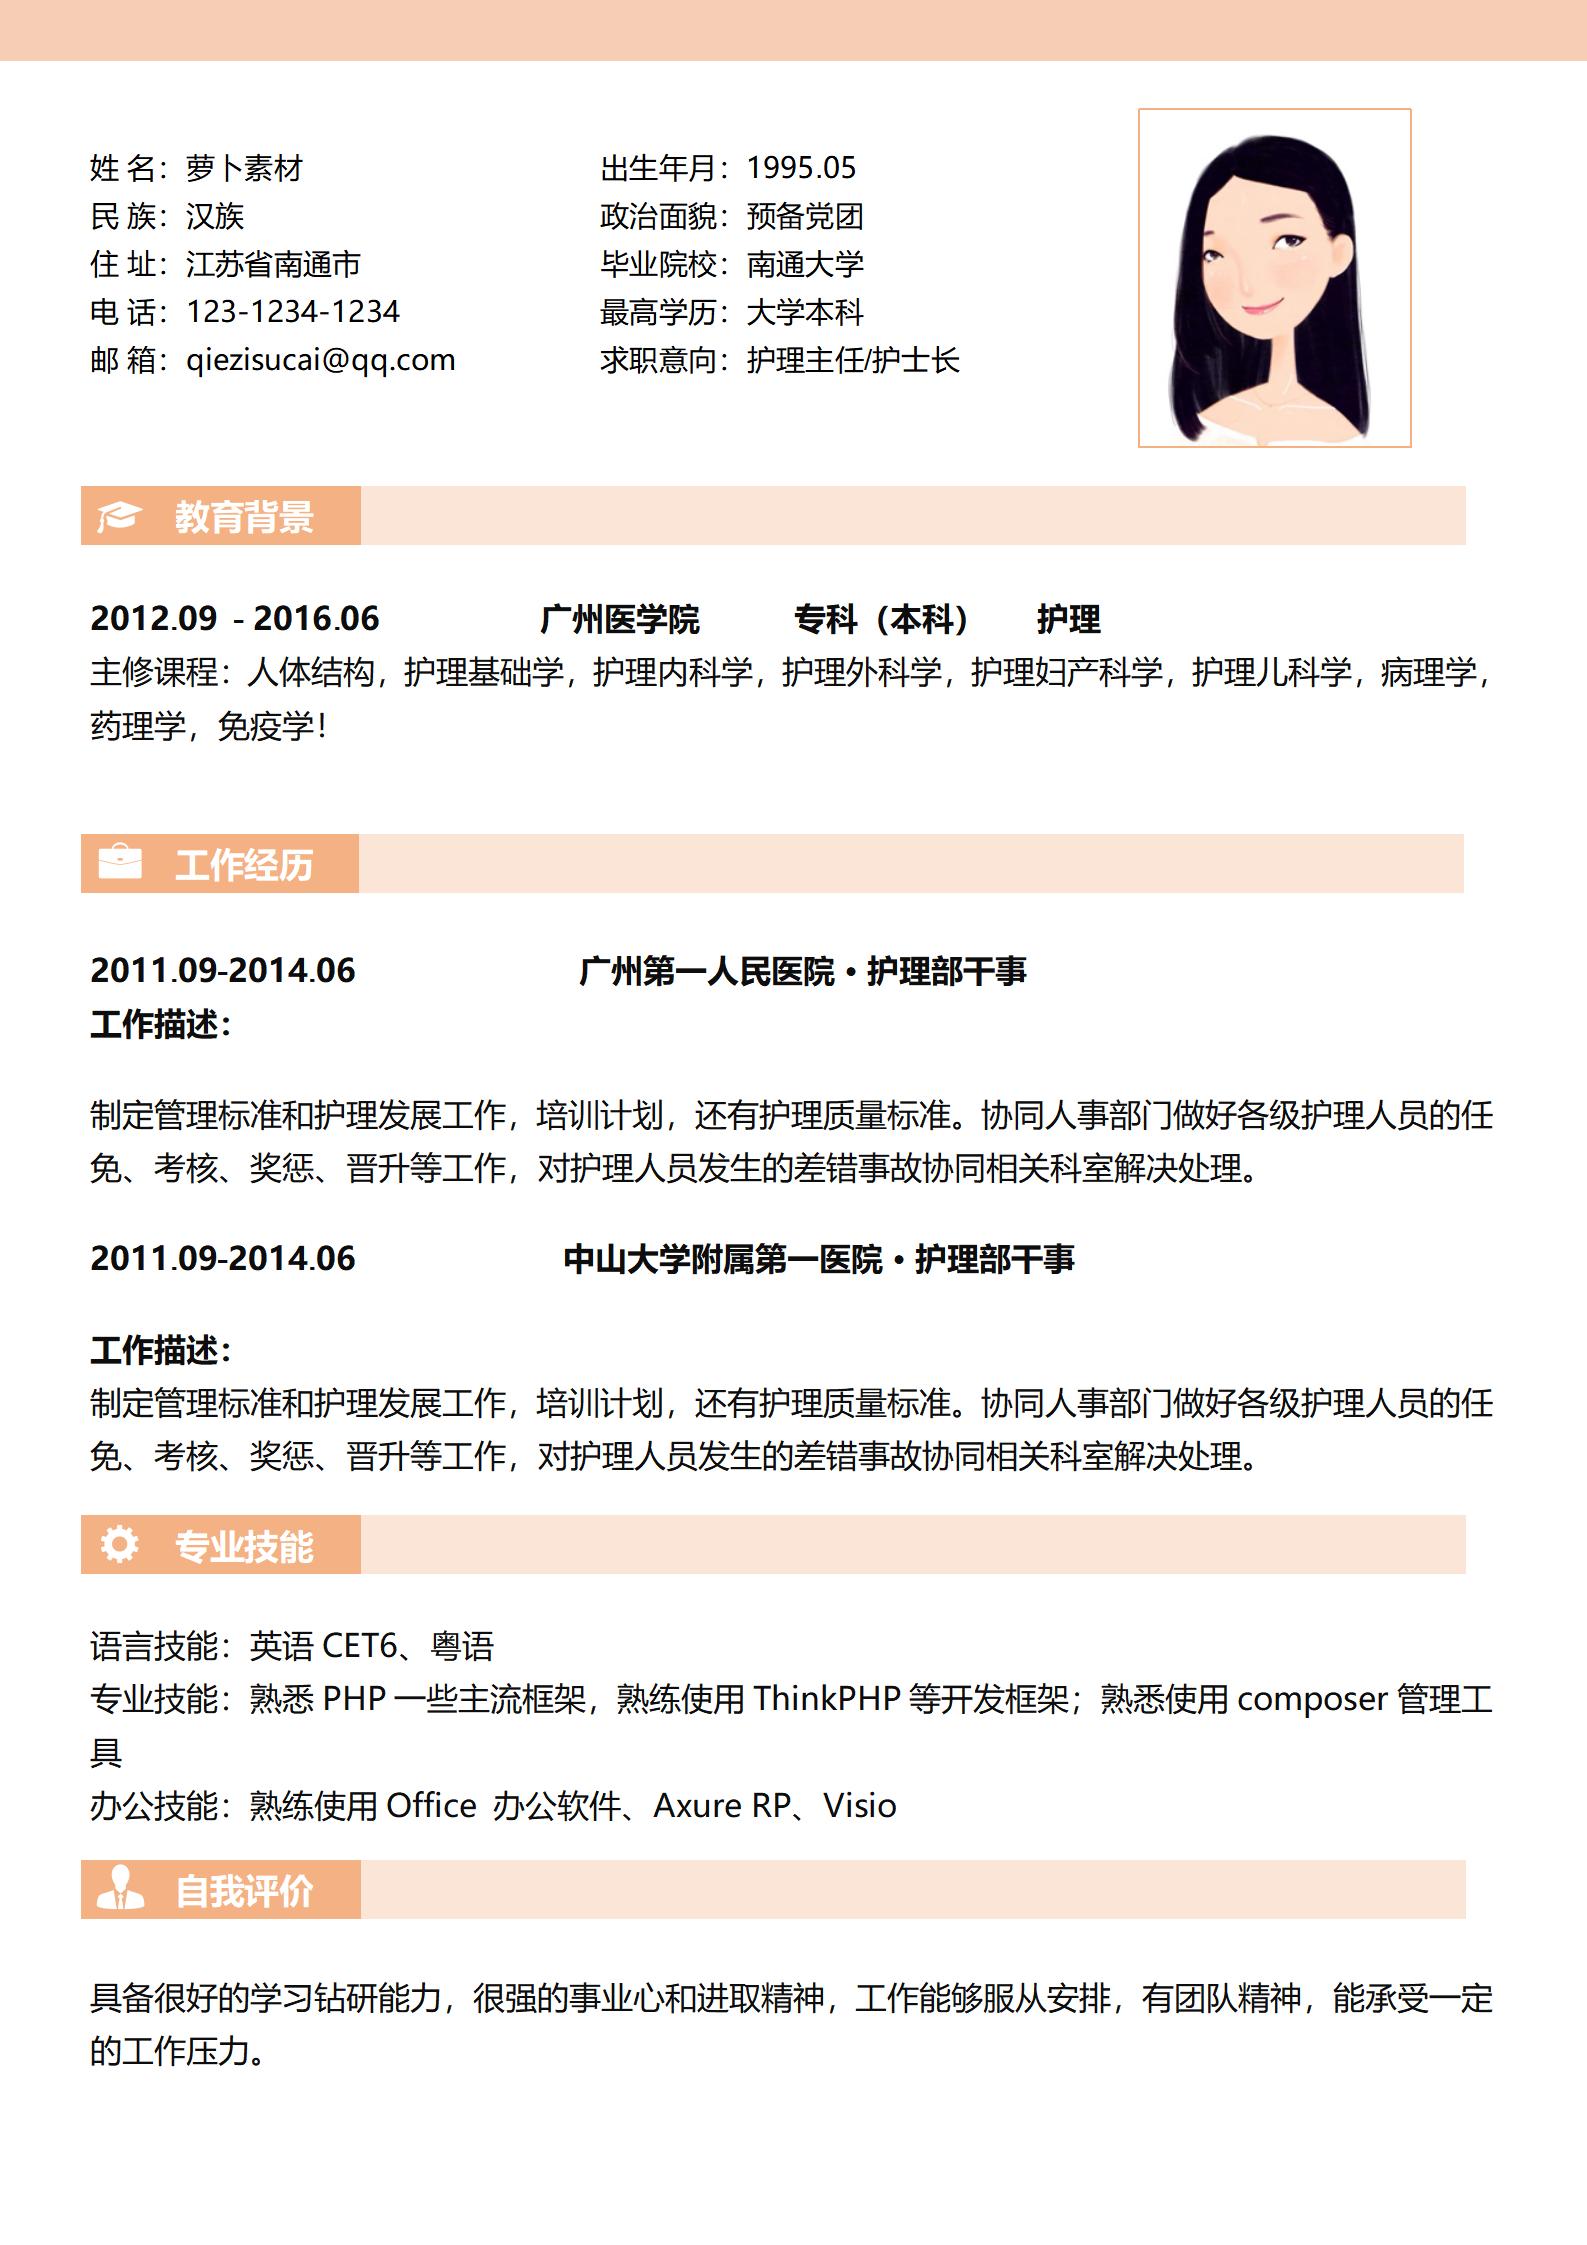 姓 名：萝卜素材
出生年月：1995.05
民 族：汉族
政治面貌：预备党团
住 址：江苏省南通市
毕业院校：南通大学
电 话：123-1234-1234
最高学历：大学本科
邮 箱：qiezisucai@qq.com
求职意向：护理主任/护士长
教育背景
2012.09 - 2016.06 广州医学院 专科（本科） 护理
主修课程：人体结构，护理基础学，护理内科学，护理外科学，护理妇产科学，护理儿科学，病理学，
药理学，免疫学！
工作经历
2011.09-2014.06 广州第一人民医院·护理部干事
工作描述：
制定管理标准和护理发展工作，培训计划，还有护理质量标准。协同人事部门做好各级护理人员的任
免、考核、奖惩、晋升等工作，对护理人员发生的差错事故协同相关科室解决处理。
2011.09-2014.06 中山大学附属第一医院·护理部干事
工作描述：
制定管理标准和护理发展工作，培训计划，还有护理质量标准。协同人事部门做好各级护理人员的任
免、考核、奖惩、晋升等工作，对护理人员发生的差错事故协同相关科室解决处理。
专业技能
语言技能：英语 CET6、粤语
专业技能：熟悉 PHP 一些主流框架，熟练使用 ThinkPHP 等开发框架；熟悉使用 composer 管理工
具
办公技能：熟练使用 Office 办公软件、Axure RP、Visio
自我评价
具备很好的学习钻研能力，很强的事业心和进取精神，工作能够服从安排，有团队精神，能承受一定
的工作压力。